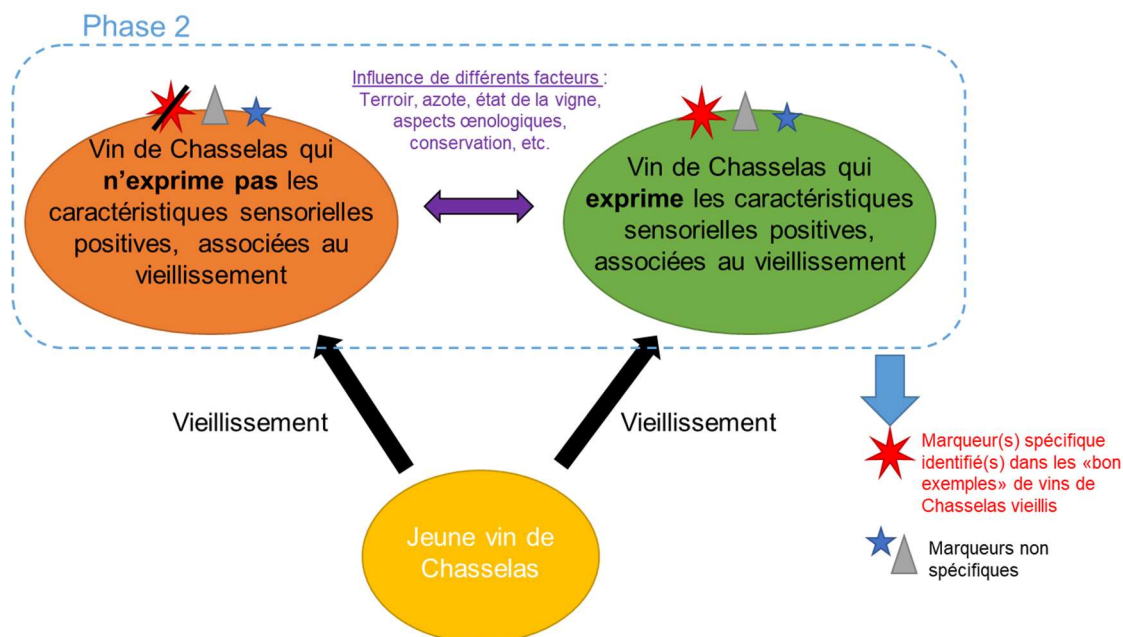 Phase 2
Influence de différents facteurs :
Terroir, azote, état de la vigne,
aspects œnologiques,
conservation, etc.
Vin de Chasselas qui
n'exprime pas les
caractéristiques sensorielles
positives, associées au
vieillissement
Vin de Chasselas qui
exprime les caractéristiques
sensorielles positives,
associées au vieillissement
Vieillissement
Vieillissement
Jeune vin de
Chasselas
Marqueur(s) spécifique
identifié(s) dans les «bon
exemples» de vins de
Chasselas vieillis
Marqueurs non
spécifiques